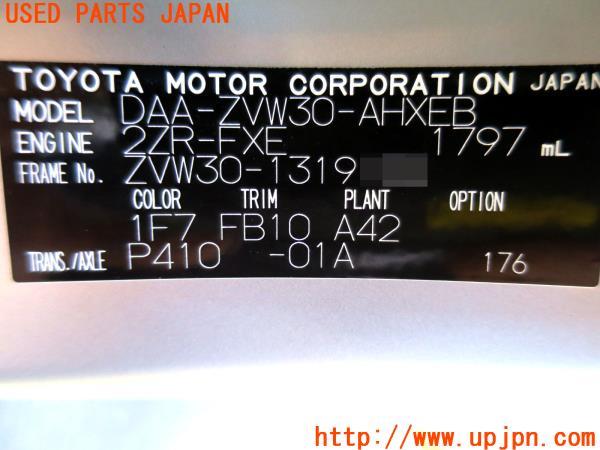 USED PARTS JAPAN
TOYOTA MOTOR CORPORATION JAPAN
MODEL DAA-ZVW30-AHXEB
ENGINE 2ZR-FXE 1797 mL
FRAME No. ZVW30-1319
COLOR TRIM PLANT OPTION
1F7 FB10 A42
TRANS./AXLE P410 -01A 176
http://www.upjpn.com/